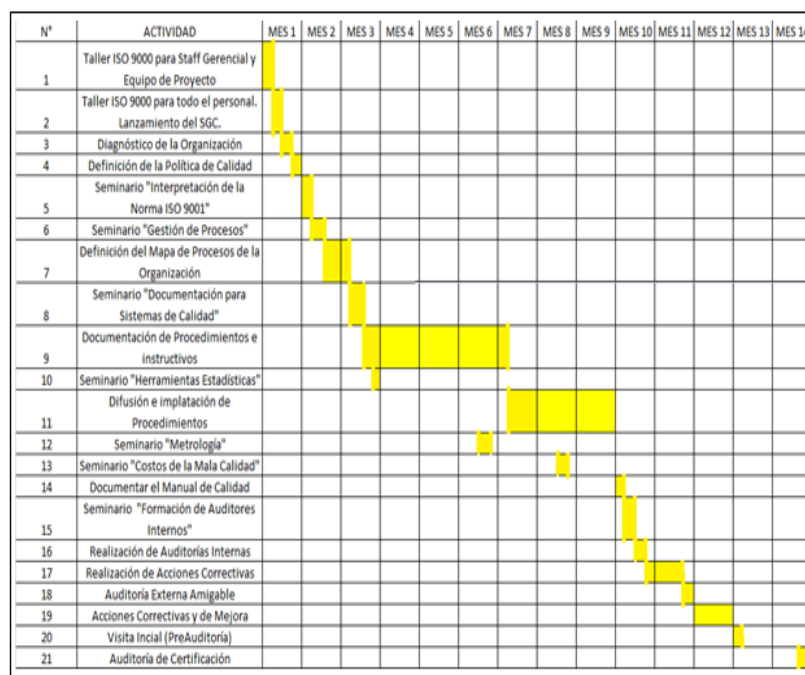 N° ACTIVIDAD MES 1 MES 2 MES 3 MES 4 MES 5 MES 6 MES 7 MES 8 MES 9 MES 10 MES 11 MES 12 MES 13 MES 14
Taller ISO 9000 para Staff Gerencial y
1 Equipo de Proyecto
Taller ISO 9000 para todo el personal.
2 Lanzamiento del SGC.
3 Diagnóstico de la Organización
4 Definición de la Política de Calidad
Seminario "Interpretación de la
5 Norma ISO 9001"
6 Seminario "Gestión de Procesos"
Definición del Mapa de Procesos de la
7 Organización
Seminario "Documentación para
8 Sistemas de Calidad"
Documentación de Procedimientos e
9 instructivos
10 Seminario "Herramientas Estadísticas"
Difusión e implatación de
11 Procedimientos
12 Seminario "Metrología"
13 Seminario "Costos de la Mala Calidad"
14 Documentar el Manual de Calidad
Seminario "Formación de Auditores
15 Internos"
16 Realización de Auditorías Internas
17 Realización de Acciones Correctivas
18 Auditoría Externa Amigable
19 Acciones Correctivas y de Mejora
20 Visita Incial (PreAuditoría)
21 Auditoría de Certificación